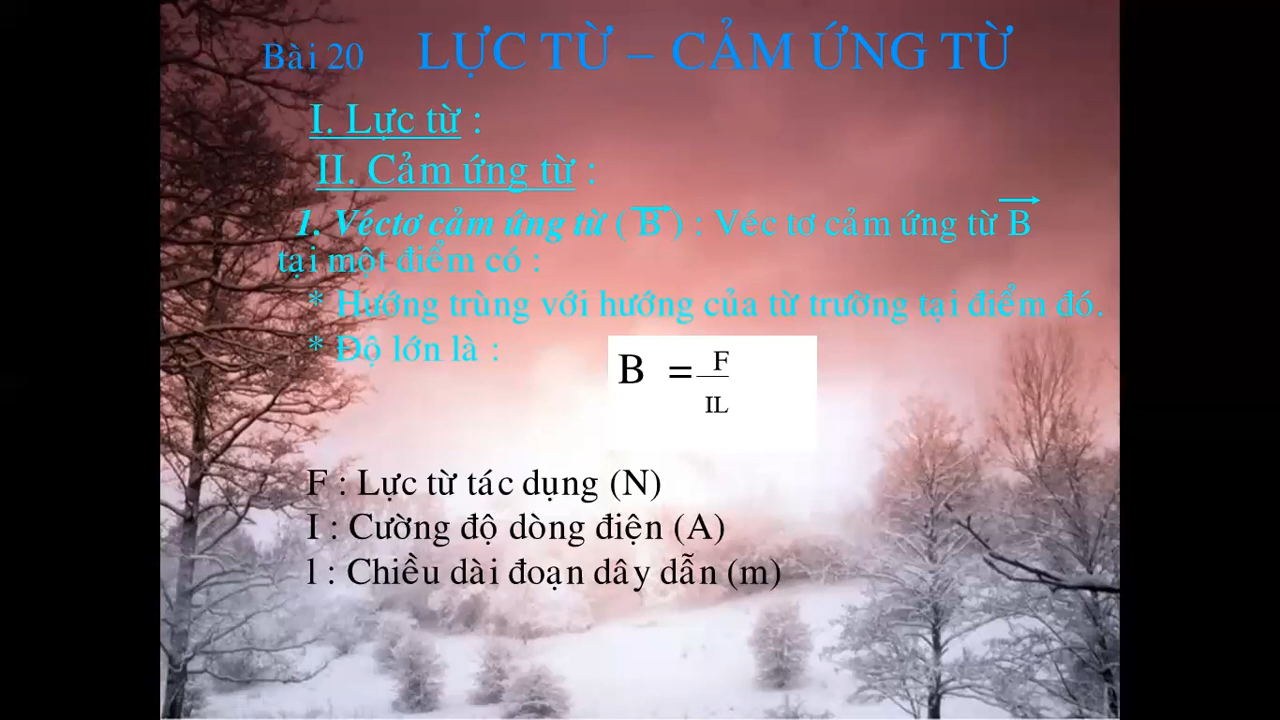 Bài 20 LỰC TỪ – CẢM ỨNG TỪ
I. Lực từ :
II. Cảm ứng từ :
1. Véctơ cảm ứng từ ( B ) : Véc tơ cảm ứng từ B
tại một điểm có :
* Hướng trùng với hướng của từ trường tại điểm đó.
* Độ lớn là :
B = F
IL
F : Lực từ tác dụng (N)
I : Cường độ dòng điện (A)
l : Chiều dài đoạn dây dẫn (m)